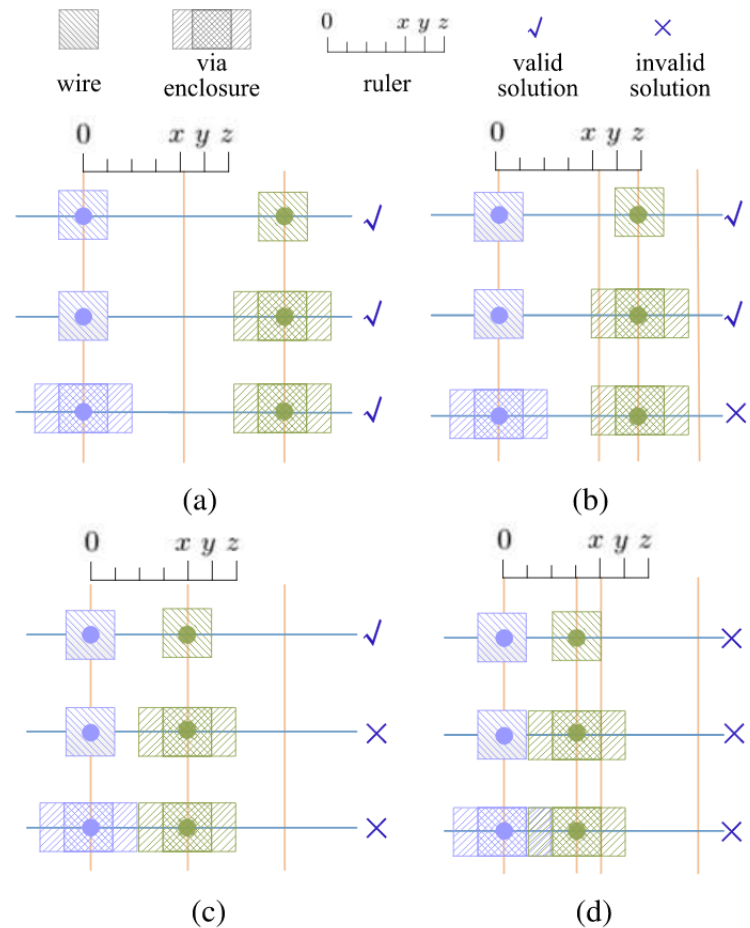 0 x y z
wire
via
enclosure
ruler
valid
solution
invalid
solution
0 x y z
0 x y z
(a)
(b)
0 x y z
0 x y z
(c)
(d)